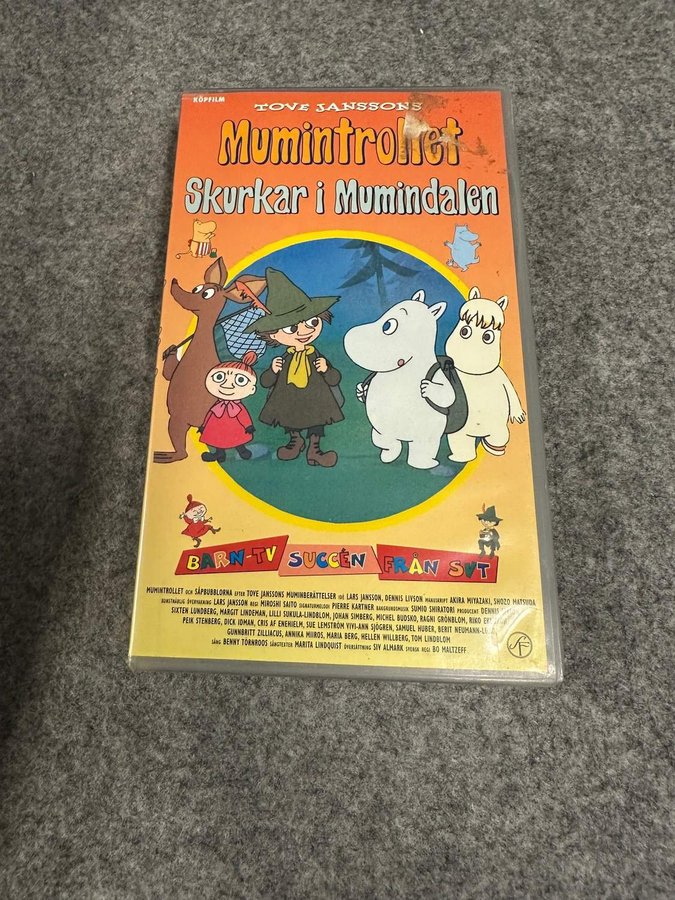 KÖPFILM
TOVE JANSSONS
Mumintrollet
Skurkar i Mumindalen
BARN-TV SUCCÉN FRÅN SVT
MUMINTROLLET OCH SÅPBUBBLORNA EFTER TOVE JANSSONS MUMINBERÄTTELSER IDÉ LARS JANSSON, DENNIS LIVSON MANUSKRIPT AKIRA MIYAZAKI, SHOZO MATSUDA
KONSTNÄRLIG ÖVERVAKNING LARS JANSSON REGI HIROSHI SAITO SIGNATURMELODI PIERRE KARTNER BAKGRUNDSMUSIK SUMIO SHIRATORI PRODUCENT DENNIS
SIXTEN LUNDBERG, MARGIT LINDEMAN, LILLI SUKULA-LINDBLOM, JOHAN SIMBERG, MICHEL BUDSKO, RAGNI GRÖNBLOM, RIKO
PEIK STENBERG, DICK IDMAN, CRIS AF ENEHIELM, SUE LEMSTRÖM VIVI-ANN SJÖGREN, SAMUEL HUBER, BERIT NEUMANN-
GUNNBRITT ZILLIACUS, ANNIKA MIIROS, MARIA BERG, HELLEN WILLBERG, TOM LINDBLOM
SÅNG BENNY TÖRNROOS SÅNGTEXTER MARITA LINDQUIST ÖVERSÄTTNING SIV ALMARK SVENSK REGI BO MALTZEFF
SF